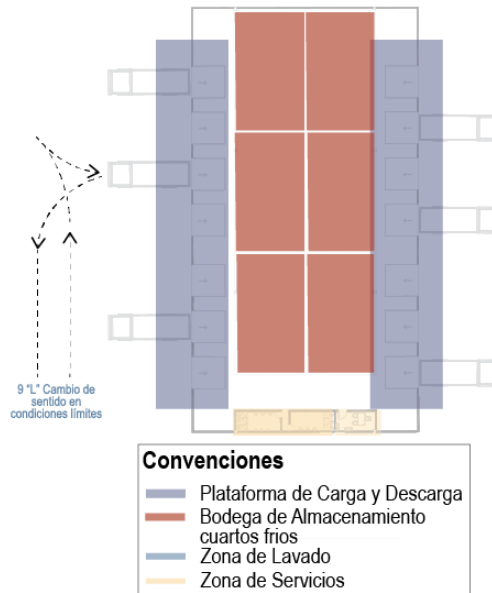 9 "L" Cambio de
sentido en
condiciones límites
Convenciones
Plataforma de Carga y Descarga
Bodega de Almacenamiento
cuartos frios
Zona de Lavado
Zona de Servicios